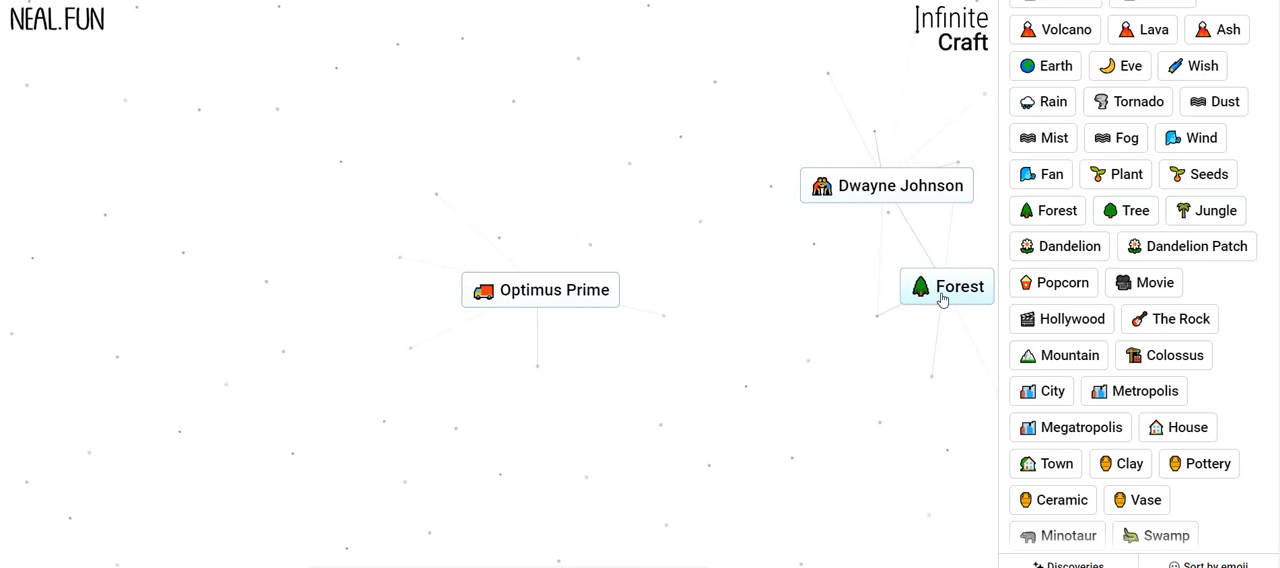 NEAL.FUN
Infinite
Craft
Dwayne Johnson
Optimus Prime
Forest
Volcano Lava Ash
Earth Eve Wish
Rain Tornado Dust
Mist Fog Wind
Fan Plant Seeds
Forest Tree Jungle
Dandelion Dandelion Patch
Popcorn Movie
Hollywood The Rock
Mountain Colossus
City Metropolis
Megatropolis House
Town Clay Pottery
Ceramic Vase
Minotaur Swamp
Discoveries Sort by emoji